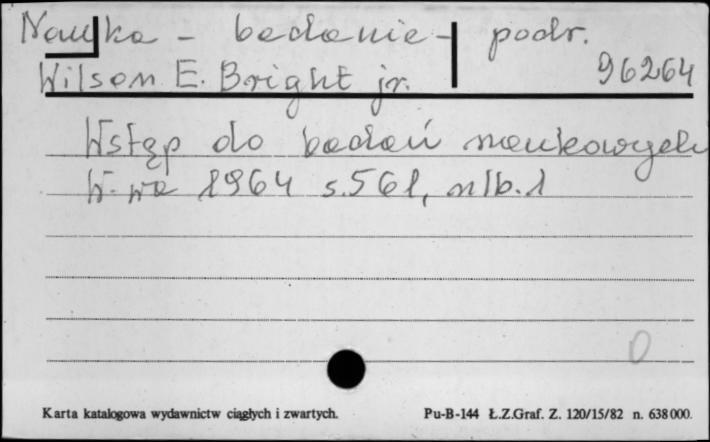 Nauka - badanie - podr.
Wilson E. Bright jr. 96264
Wstęp do badań naukowych
W-wa 1964 s.561, nlb.1
0
Karta katalogowa wydawnictw ciągłych i zwartych. Pu-B-144 Ł.Z.Graf. Z. 120/15/82 n. 638000.